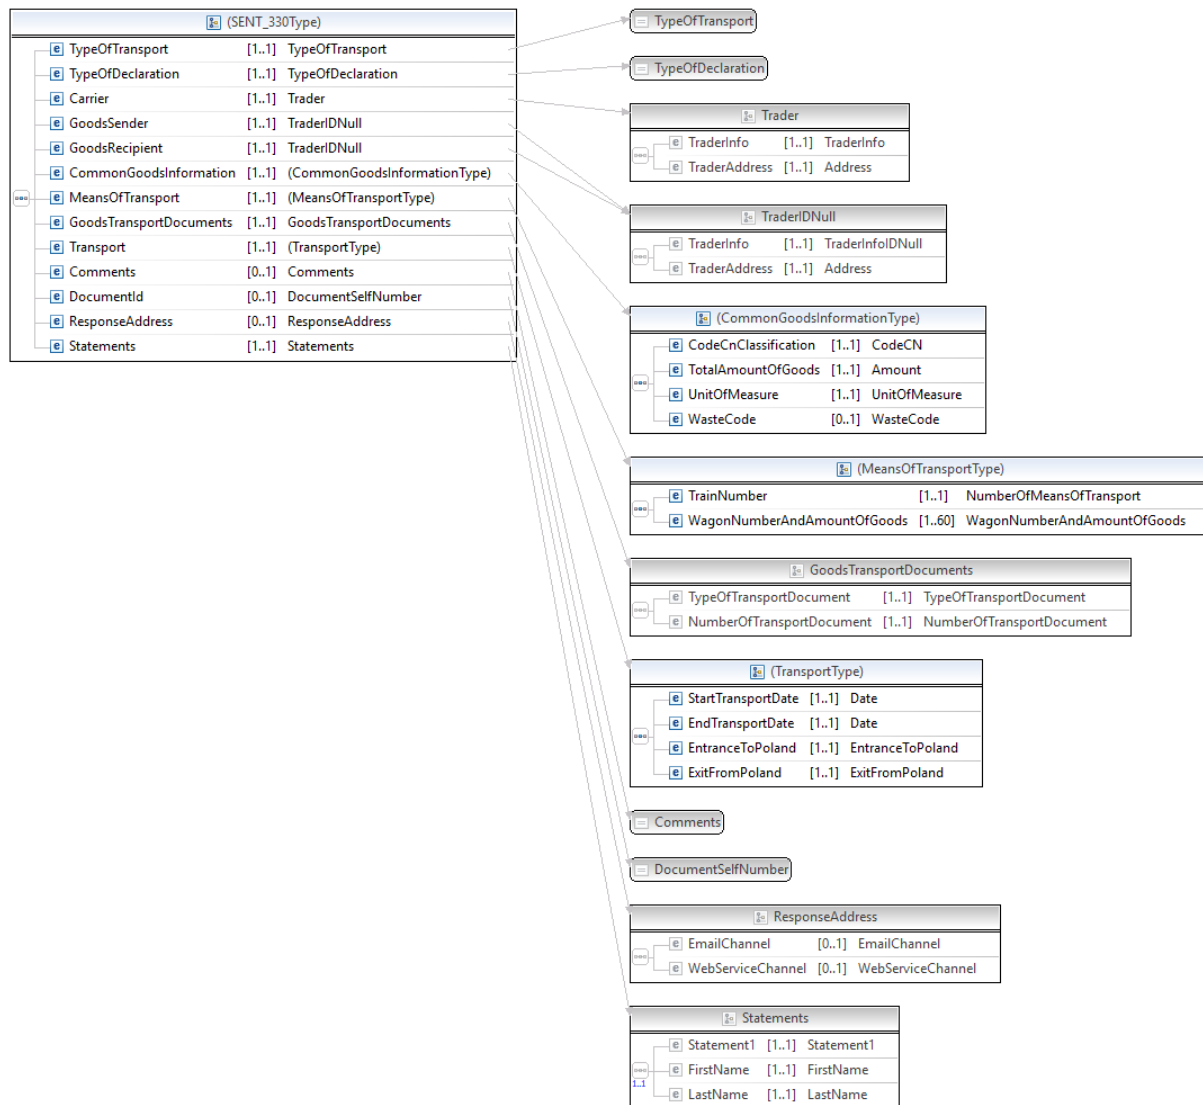 (SENT_330Type)
TypeOfTransport [1..1] TypeOfTransport
TypeOfDeclaration [1..1] TypeOfDeclaration
Carrier [1..1] Trader
GoodsSender [1..1] TraderIDNull
GoodsRecipient [1..1] TraderIDNull
CommonGoodsInformation [1..1] (CommonGoodsInformationType)
MeansOfTransport [1..1] (MeansOfTransportType)
GoodsTransportDocuments [1..1] GoodsTransportDocuments
Transport [1..1] (TransportType)
Comments [0..1] Comments
DocumentId [0..1] DocumentSelfNumber
ResponseAddress [0..1] ResponseAddress
Statements [1..1] Statements
TypeOfTransport
TypeOfDeclaration
Trader
TraderInfo [1..1] TraderInfo
TraderAddress [1..1] Address
TraderIDNull
TraderInfo [1..1] TraderInfoIDNull
TraderAddress [1..1] Address
(CommonGoodsInformationType)
CodeCnClassification [1..1] CodeCN
TotalAmountOfGoods [1..1] Amount
UnitOfMeasure [1..1] UnitOfMeasure
WasteCode [0..1] WasteCode
(MeansOfTransportType)
TrainNumber [1..1] NumberOfMeansOfTransport
WagonNumberAndAmountOfGoods [1..60] WagonNumberAndAmountOfGoods
GoodsTransportDocuments
TypeOfTransportDocument [1..1] TypeOfTransportDocument
NumberOfTransportDocument [1..1] NumberOfTransportDocument
(TransportType)
StartTransportDate [1..1] Date
EndTransportDate [1..1] Date
EntranceToPoland [1..1] EntranceToPoland
ExitFromPoland [1..1] ExitFromPoland
Comments
DocumentSelfNumber
ResponseAddress
EmailChannel [0..1] EmailChannel
WebServiceChannel [0..1] WebServiceChannel
Statements
Statement1 [1..1] Statement1
FirstName [1..1] FirstName
1..1
LastName [1..1] LastName